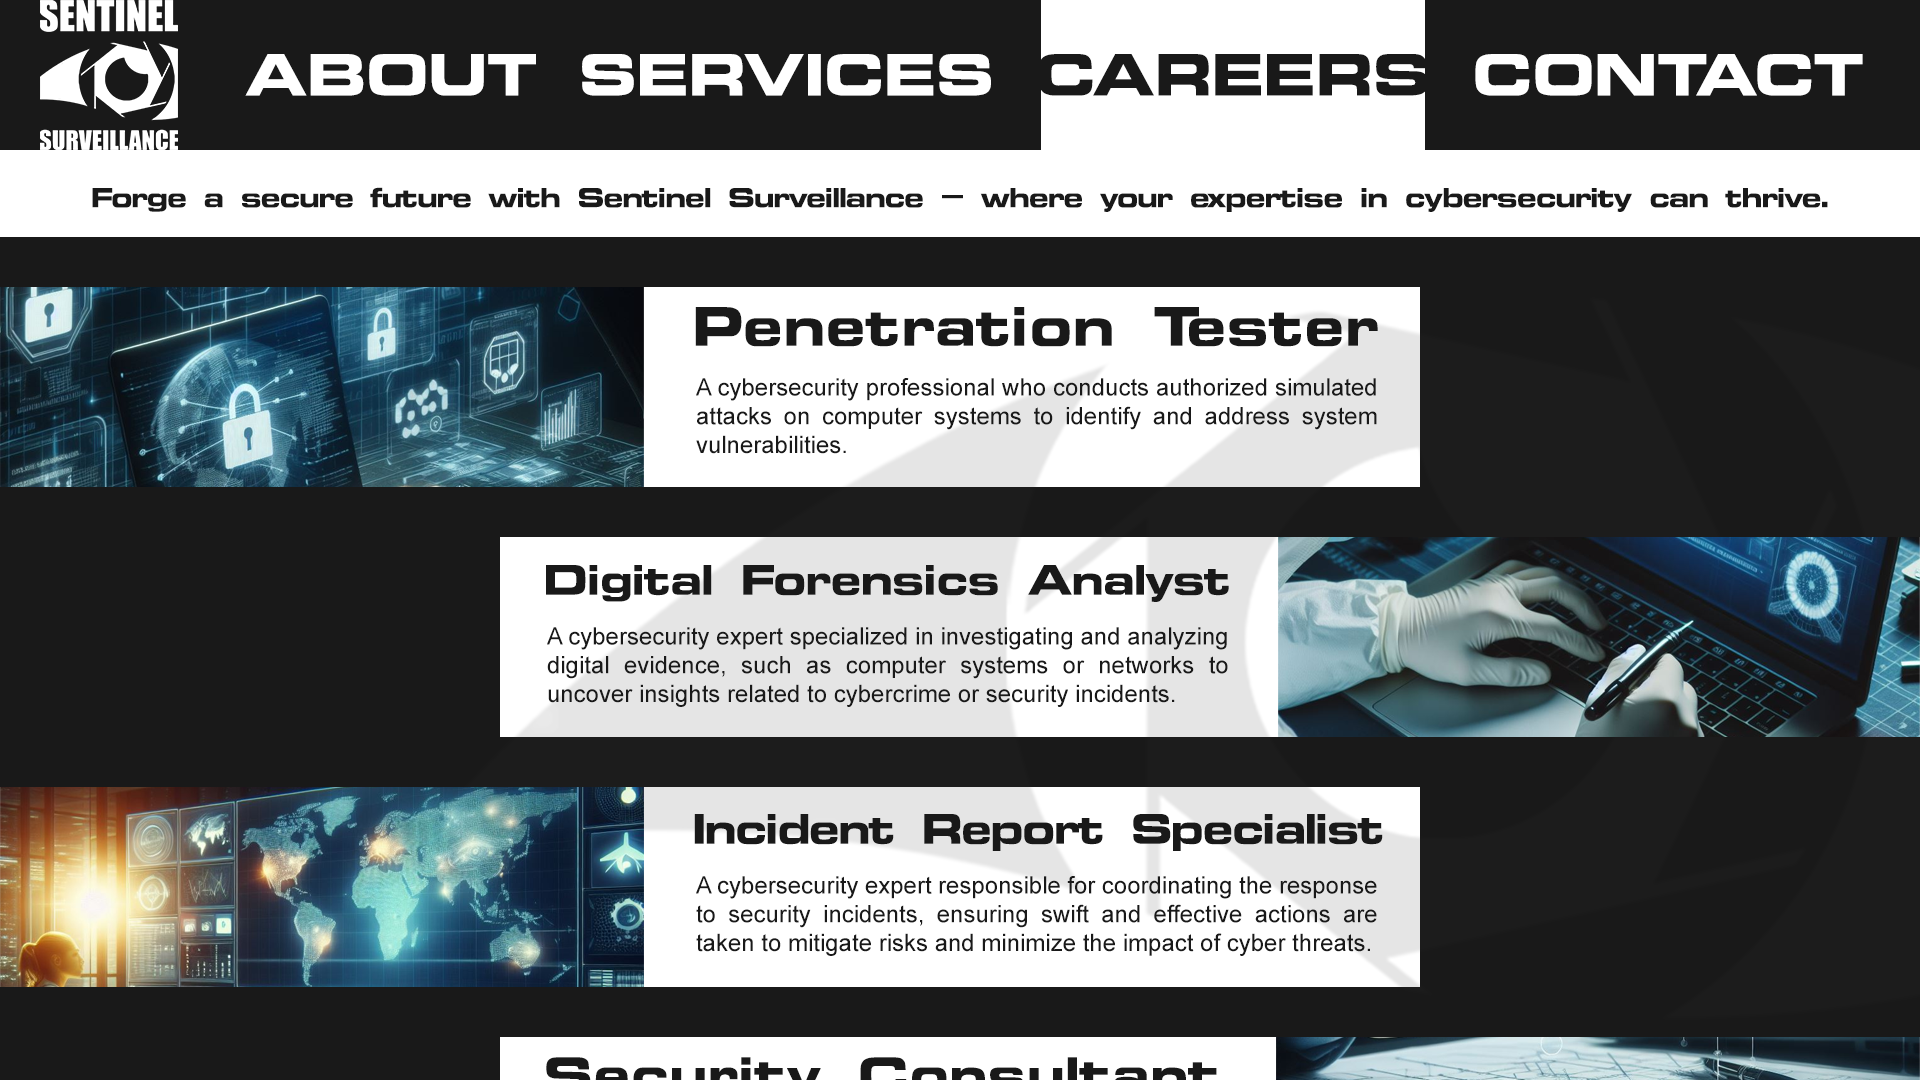 SENTINEL
SURVEILLANCE
ABOUT SERVICES CAREERS CONTACT
Forge a secure future with Sentinel Surveillance – where your expertise in cybersecurity can thrive.
Penetration Tester
A cybersecurity professional who conducts authorized simulated
attacks on computer systems to identify and address system
vulnerabilities.
Digital Forensics Analyst
A cybersecurity expert specialized in investigating and analyzing
digital evidence, such as computer systems or networks to
uncover insights related to cybercrime or security incidents.
Incident Report Specialist
A cybersecurity expert responsible for coordinating the response
to security incidents, ensuring swift and effective actions are
taken to mitigate risks and minimize the impact of cyber threats.
Security Consultant